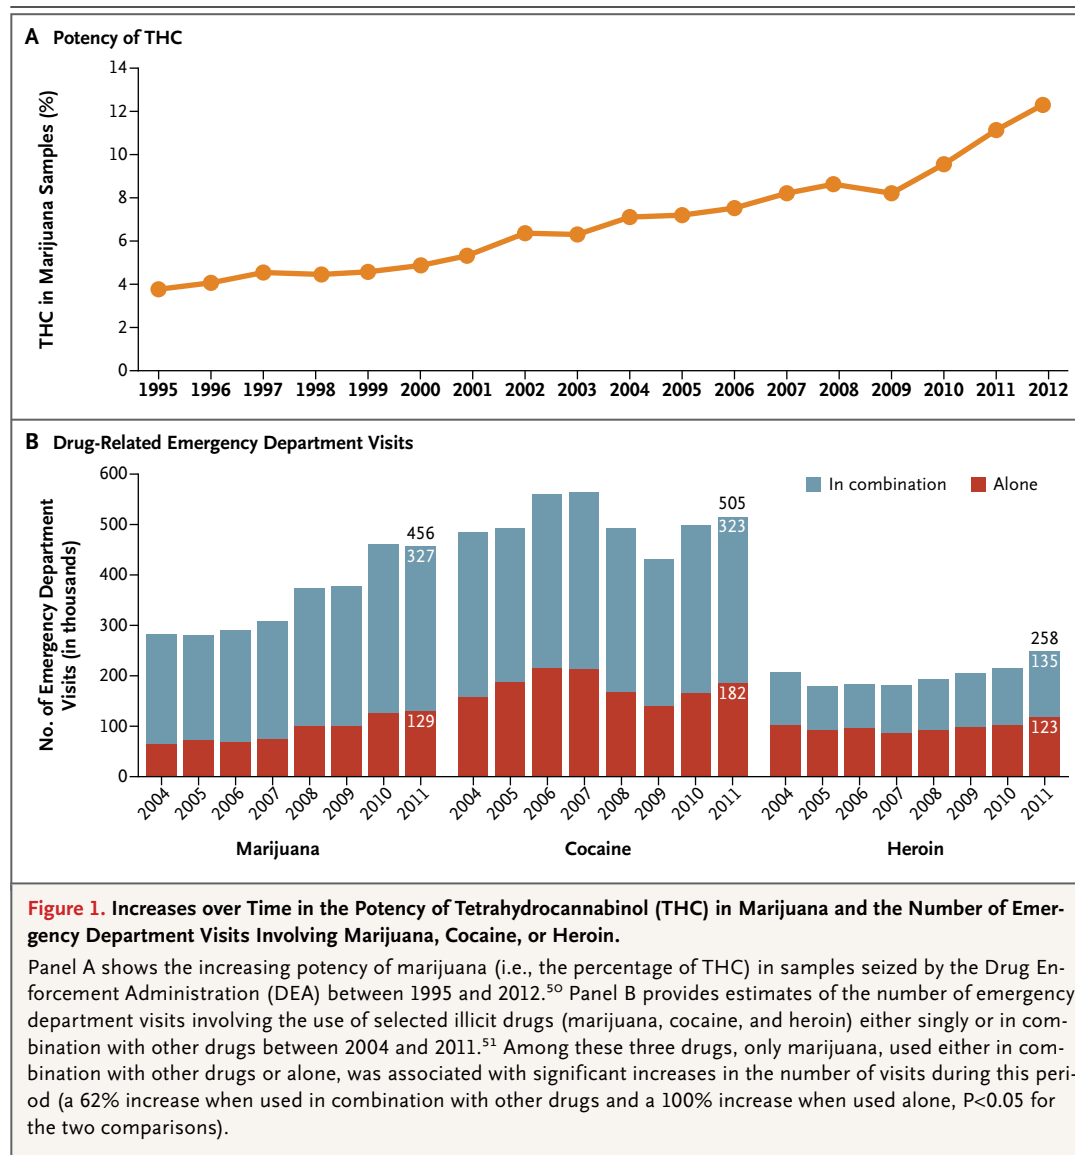 A Potency of THC
THC in Marijuana Samples (%)
14
12
10
8
6
4
2
0
1995 1996 1997 1998 1999 2000 2001 2002 2003 2004 2005 2006 2007 2008 2009 2010 2011 2012
B Drug-Related Emergency Department Visits
No. of Emergency Department
Visits (in thousands)
600
500
400
300
200
100
0
In combination Alone
456
327
129
505
323
182
258
135
123
2004 2005 2006 2007 2008 2009 2010 2011 2004 2005 2006 2007 2008 2009 2010 2011 2004 2005 2006 2007 2008 2009 2010 2011
Marijuana Cocaine Heroin
Figure 1. Increases over Time in the Potency of Tetrahydrocannabinol (THC) in Marijuana and the Number of Emer-
gency Department Visits Involving Marijuana, Cocaine, or Heroin.
Panel A shows the increasing potency of marijuana (i.e., the percentage of THC) in samples seized by the Drug En-
forcement Administration (DEA) between 1995 and 2012.⁵⁰ Panel B provides estimates of the number of emergency
department visits involving the use of selected illicit drugs (marijuana, cocaine, and heroin) either singly or in com-
bination with other drugs between 2004 and 2011.⁵¹ Among these three drugs, only marijuana, used either in com-
bination with other drugs or alone, was associated with significant increases in the number of visits during this peri-
od (a 62% increase when used in combination with other drugs and a 100% increase when used alone, P<0.05 for
the two comparisons).